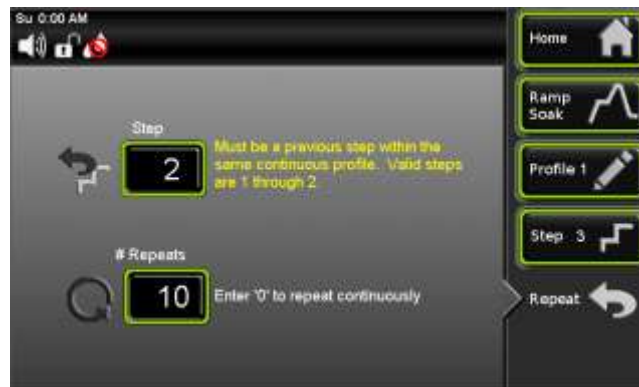 Su 0:00 AM
Home
Ramp
Soak
Step
2
Must be a previous step within the
same continuous profile. Valid steps
are 1 through 2
Profile 1
Step 3
# Repeats
10
Enter '0' to repeat continuously
Repeat